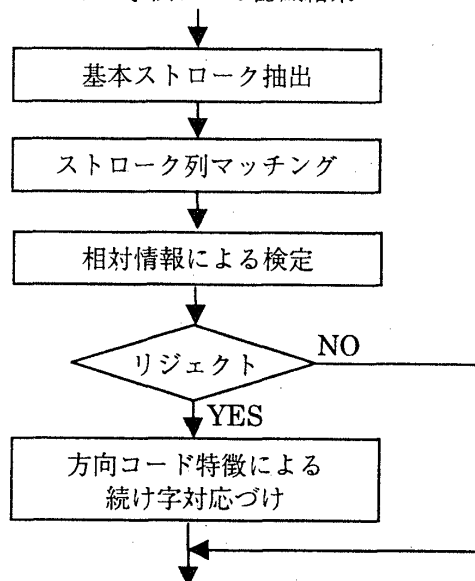 基本ストローク抽出
ストローク列マッチング
相対情報による検定
リジェクト
NO
YES
方向コード特徴による
続け字対応づけ